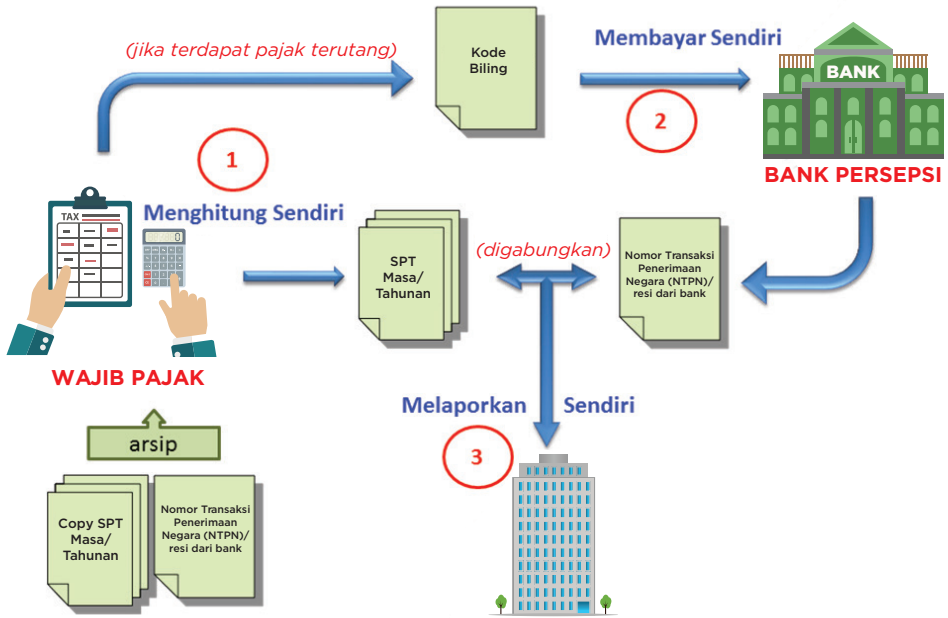 (jika terdapat pajak terutang)
Kode
Biling
Membayar Sendiri
BANK
2
BANK PERSEPSI
1
TAX
0
Menghitung Sendiri
SPT
Masa/
Tahunan
(digabungkan)
Nomor Transaksi
Penerimaan
Negara (NTPN)/
resi dari bank
WAJIB PAJAK
Melaporkan Sendiri
3
arsip
Copy SPT
Masa/
Tahunan
Nomor Transaksi
Penerimaan
Negara (NTPN)/
resi dari bank